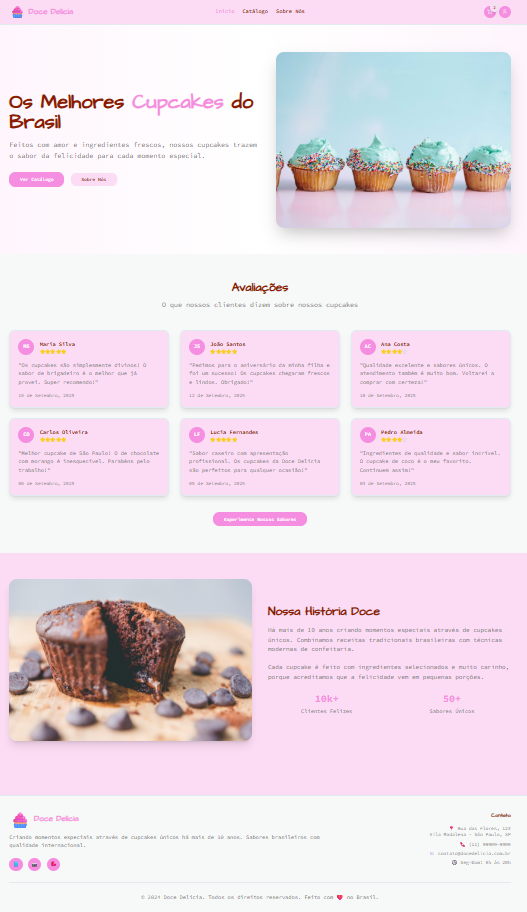 Doce Delícia
Início Catálogo Sobre Nós
Os Melhores Cupcakes do
Brasil
Feitos com amor e ingredientes frescos, nossos cupcakes trazem
o sabor da felicidade para cada momento especial.
Ver Catálogo Sobre Nós
Avaliações
O que nossos clientes dizem sobre nossos cupcakes
MS Maria Silva
"Os cupcakes são simplesmente divinos! O
sabor de brigadeiro é o melhor que já
provei. Super recomendo!"
15 de Setembro, 2025
JS João Santos
"Pedimos para o aniversário da minha filha e
foi um sucesso! Os cupcakes chegaram frescos
e lindos. Obrigado!"
12 de Setembro, 2025
AC Ana Costa
"Qualidade excelente e sabores únicos. O
atendimento também é muito bom. Voltarei a
comprar com certeza!"
10 de Setembro, 2025
CO Carlos Oliveira
"Melhor cupcake de São Paulo! O de chocolate
com morango é inesquecível. Parabéns pelo
trabalho!"
08 de Setembro, 2025
LF Lucia Fernandes
"Sabor caseiro com apresentação
profissional. Os cupcakes da Doce Delícia
são perfeitos para qualquer ocasião!"
05 de Setembro, 2025
PA Pedro Almeida
"Ingredientes de qualidade e sabor incrível.
O cupcake de coco é o meu favorito.
Continuem assim!"
03 de Setembro, 2025
Experimente Nossos Sabores
Nossa História Doce
Há mais de 10 anos criando momentos especiais através de cupcakes
únicos. Combinamos receitas tradicionais brasileiras com técnicas
modernas de confeitaria.
Cada cupcake é feito com ingredientes selecionados e muito carinho,
porque acreditamos que a felicidade vem em pequenas porções.
10k+ 50+
Clientes Felizes Sabores Únicos
Doce Delícia
Criando momentos especiais através de cupcakes únicos há mais de 10 anos. Sabores brasileiros com
qualidade internacional.
Contato
Rua das Flores, 123
Vila Madalena - São Paulo, SP
(11) 99999-9999
contato@docedelicia.com.br
Seg-Dom: 8h às 20h
© 2024 Doce Delícia. Todos os direitos reservados. Feito com ❤️ no Brasil.